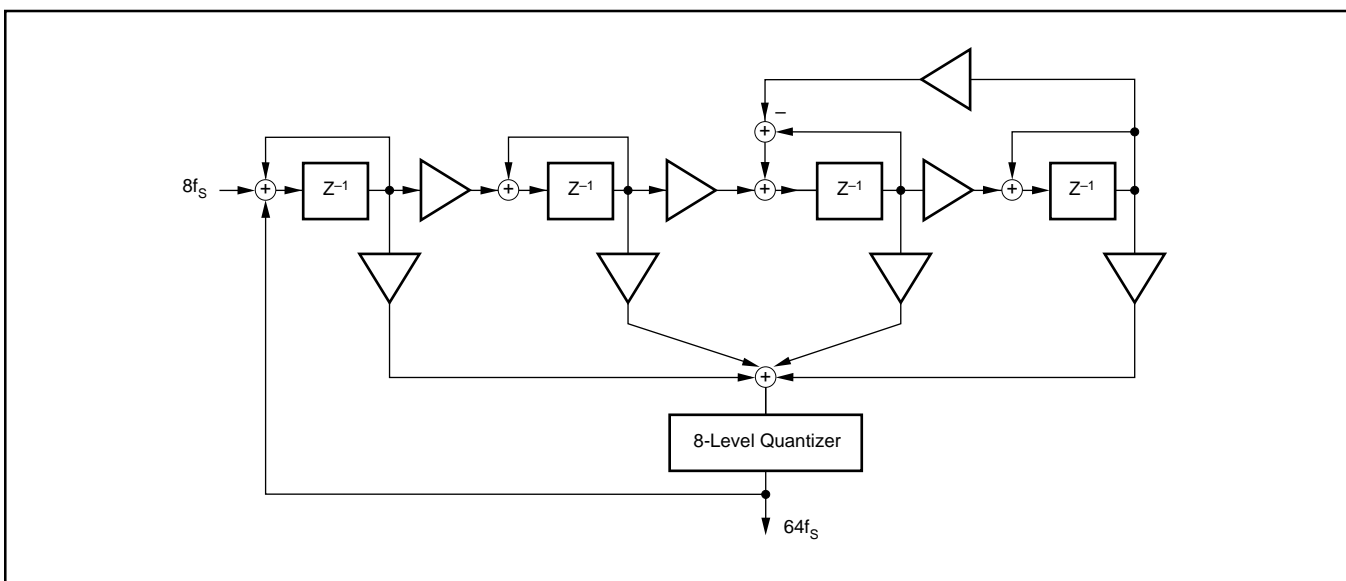 −
+
8f_S
+
Z⁻¹
+
Z⁻¹
+
Z⁻¹
+
Z⁻¹
+
8-Level Quantizer
64f_S